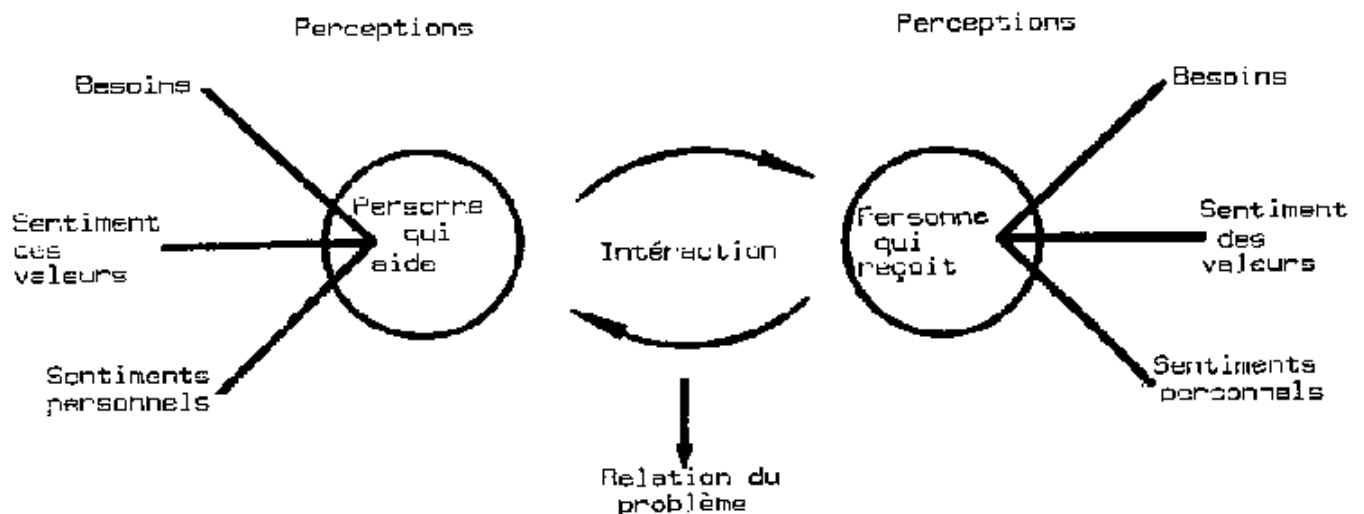 Perceptions
Perceptions
Besoins
Besoins
Personne
qui
aide
Personne
qui
reçoit
Sentiment
des
valeurs
Intéraction
Sentiment
des
valeurs
Sentiments
personnels
Sentiments
personnels
Relation du
problème